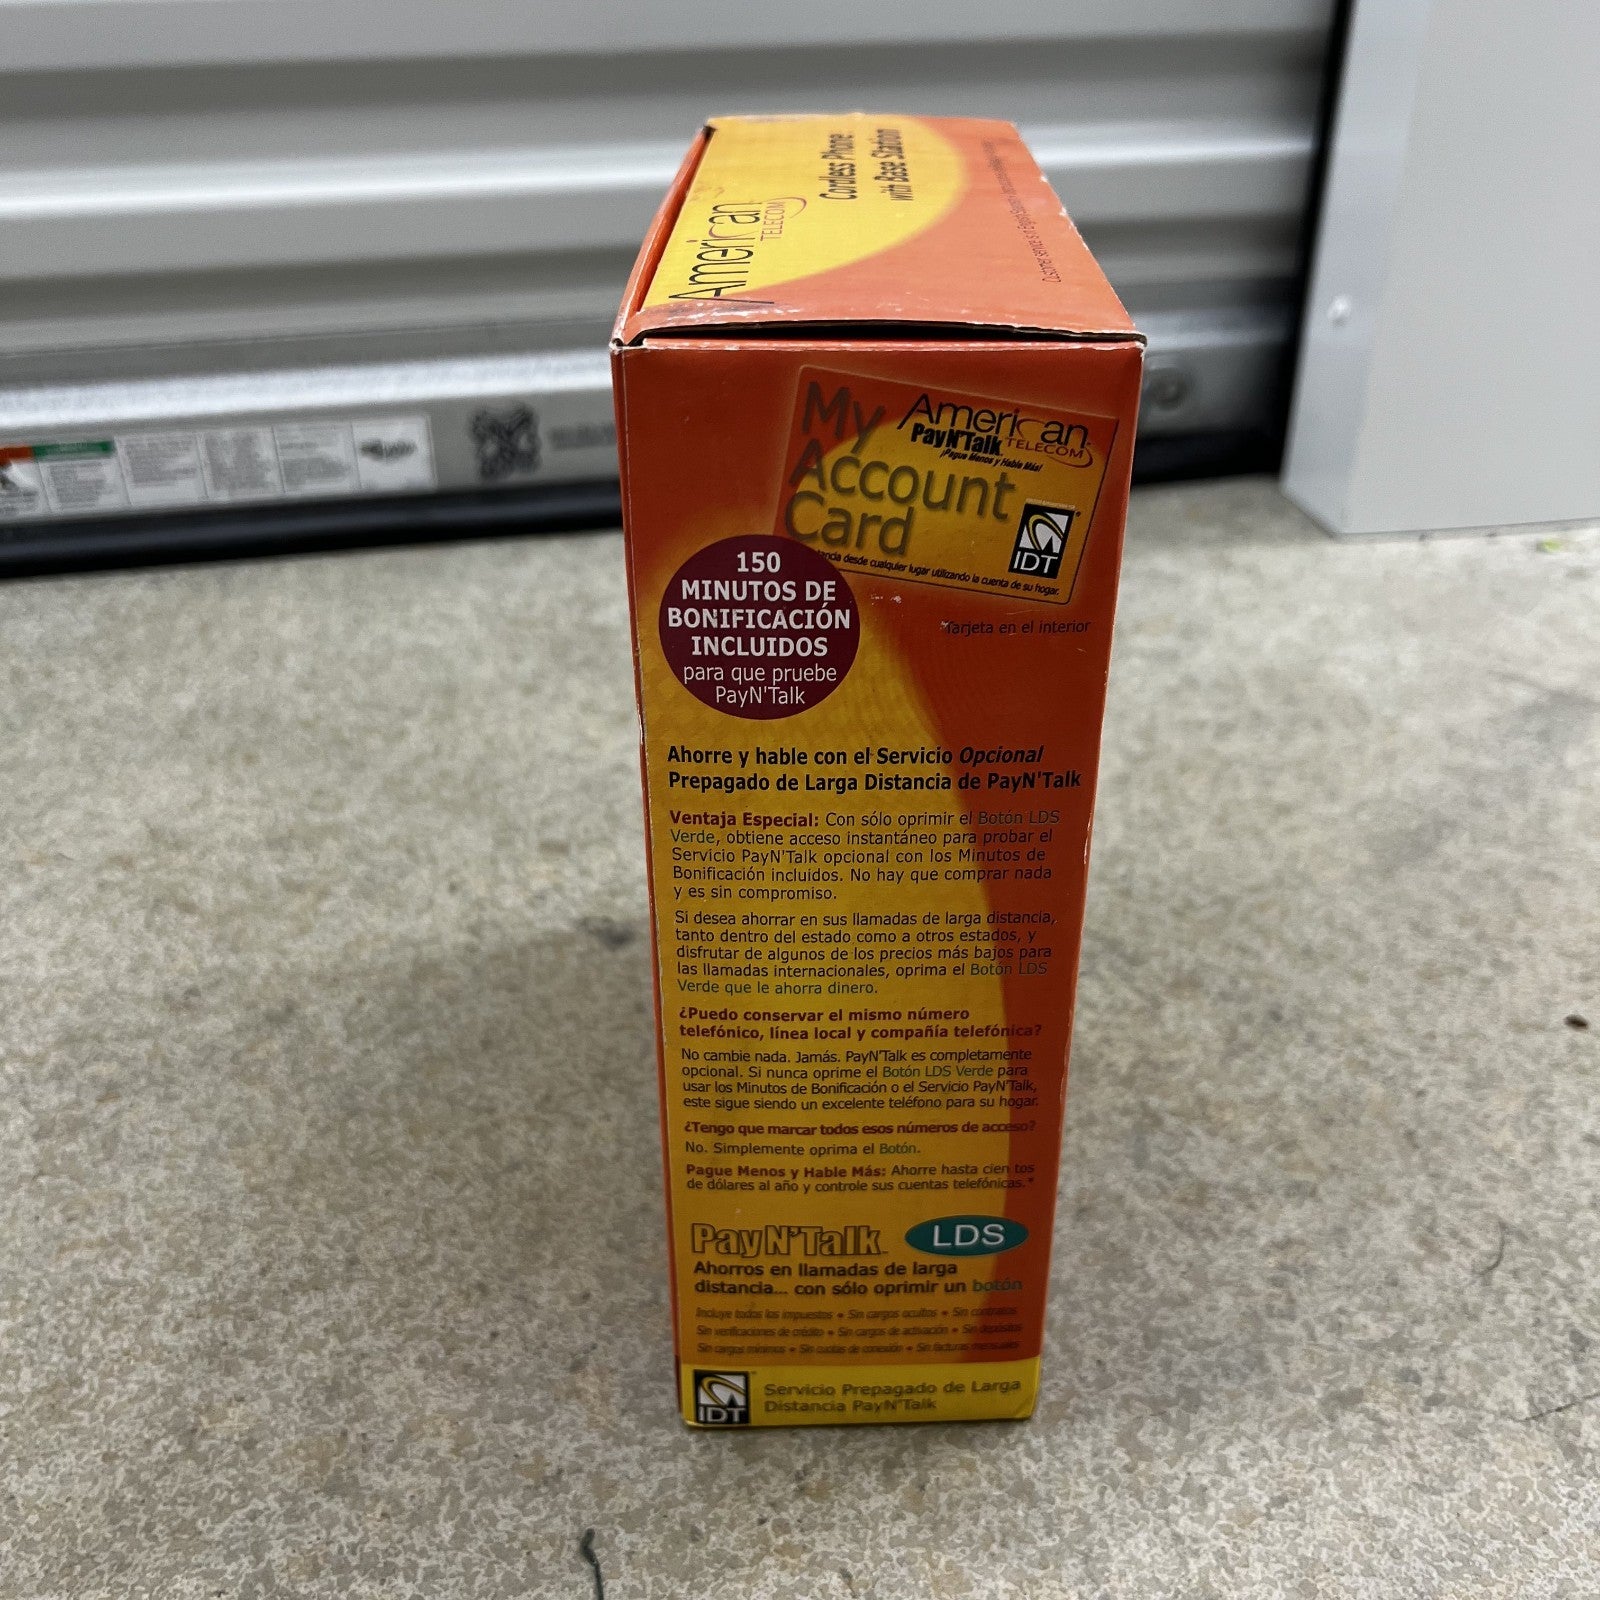 American
TELECOM
Cordless Phone
with Base Station
My
Account
Card
American
PayN'Talk TELECOM
¡Pague Menos y Hable Más!
desde cualquier lugar utilizando la cuenta de su hogar.
IDT
*Tarjeta en el interior
150
MINUTOS DE
BONIFICACIÓN
INCLUIDOS
para que pruebe
PayN'Talk
Ahorre y hable con el Servicio Opcional
Prepagado de Larga Distancia de PayN'Talk
Ventaja Especial: Con sólo oprimir el Botón LDS
Verde, obtiene acceso instantáneo para probar el
Servicio PayN'Talk opcional con los Minutos de
Bonificación incluidos. No hay que comprar nada
y es sin compromiso.
Si desea ahorrar en sus llamadas de larga distancia,
tanto dentro del estado como a otros estados, y
disfrutar de algunos de los precios más bajos para
las llamadas internacionales, oprima el Botón LDS
Verde que le ahorra dinero.
¿Puedo conservar el mismo número
telefónico, línea local y compañía telefónica?
No cambie nada. Jamás. PayN'Talk es completamente
opcional. Si nunca oprime el Botón LDS Verde para
usar los Minutos de Bonificación o el Servicio PayN'Talk,
este sigue siendo un excelente teléfono para su hogar.
¿Tengo que marcar todos esos números de acceso?
No. Simplemente oprima el Botón.
Pague Menos y Hable Más: Ahorre hasta cien tos
de dólares al año y controle sus cuentas telefónicas.*
PayN'Talk LDS
Ahorros en llamadas de larga
distancia... con sólo oprimir un botón
Incluye todos los impuestos • Sin cargos ocultos • Sin contratos
Sin verificaciones de crédito • Sin cargos de activación • Sin depósitos
Sin cargos mínimos • Sin cuotas de conexión • Sin facturas mensuales
IDT
Servicio Prepagado de Larga
Distancia PayN'Talk